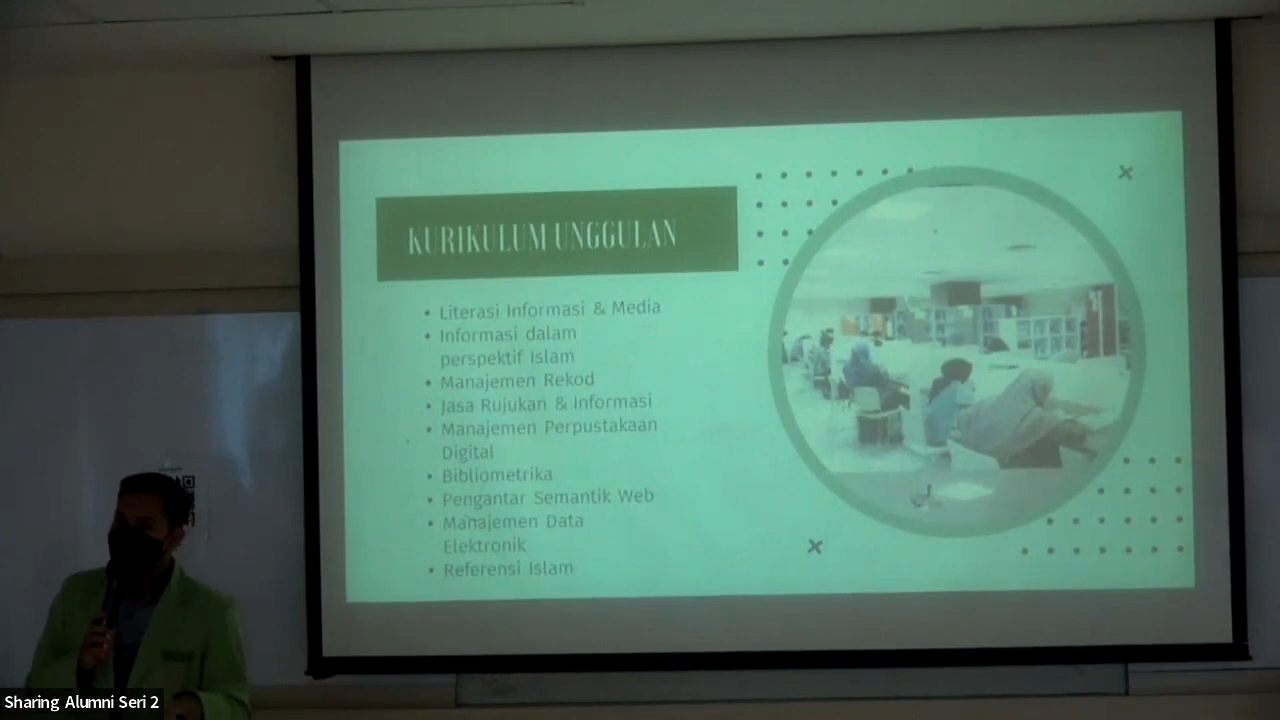 KURIKULUM UNGGULAN
• Literasi Informasi & Media
• Informasi dalam
perspektif Islam
• Manajemen Rekod
• Jasa Rujukan & Informasi
• Manajemen Perpustakaan
Digital
• Bibliometrika
• Pengantar Semantik Web
• Manajemen Data
Elektronik
• Referensi Islam
Sharing Alumni Seri 2